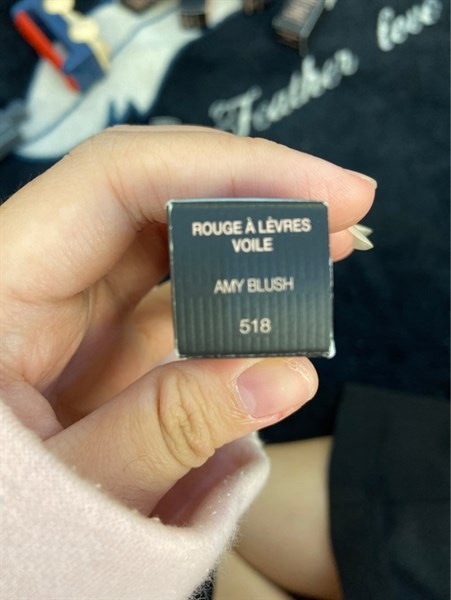 Feather love
ROUGE À LÈVRES
VOILE
AMY BLUSH
518